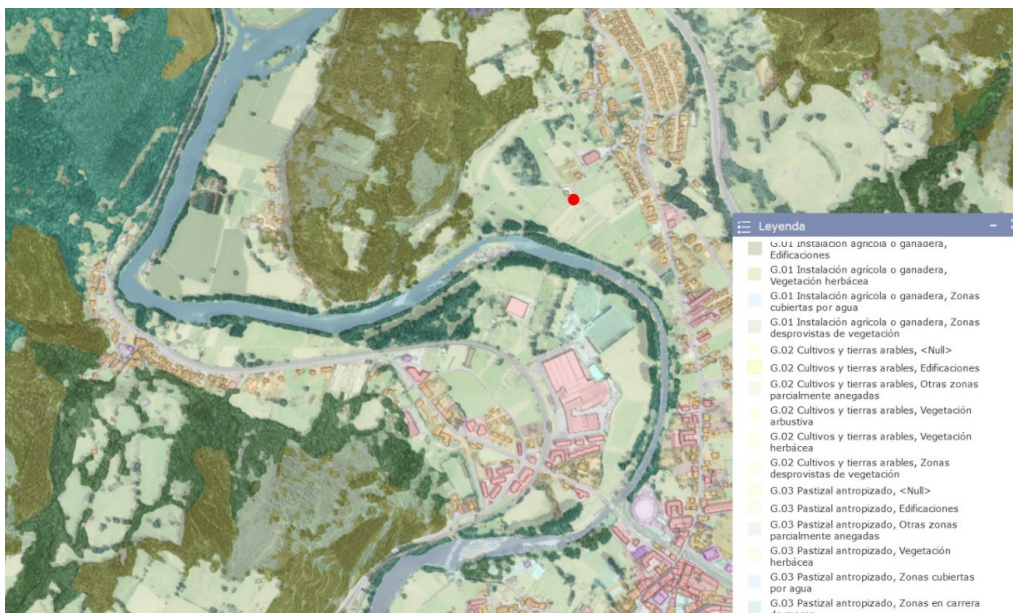 Leyenda
G.01 Instalación agrícola o ganadera,
Edificaciones
G.01 Instalación agrícola o ganadera,
Vegetación herbácea
G.01 Instalación agrícola o ganadera, Zonas
cubiertas por agua
G.01 Instalación agrícola o ganadera, Zonas
desprovistas de vegetación
G.02 Cultivos y tierras arables, <Null>
G.02 Cultivos y tierras arables, Edificaciones
G.02 Cultivos y tierras arables, Otras zonas
parcialmente anegadas
G.02 Cultivos y tierras arables, Vegetación
arbustiva
G.02 Cultivos y tierras arables, Vegetación
herbácea
G.02 Cultivos y tierras arables, Zonas
desprovistas de vegetación
G.03 Pastizal antropizado, <Null>
G.03 Pastizal antropizado, Edificaciones
G.03 Pastizal antropizado, Otras zonas
parcialmente anegadas
G.03 Pastizal antropizado, Vegetación
herbácea
G.03 Pastizal antropizado, Zonas cubiertas
por agua
G.03 Pastizal antropizado, Zonas en carrera